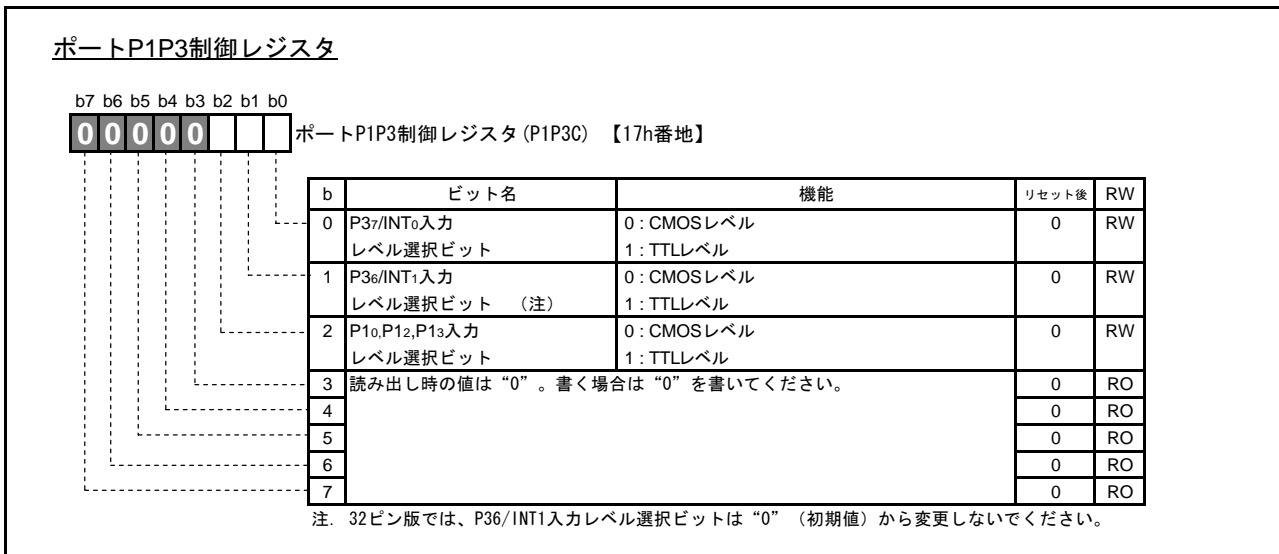 ポートP1P3制御レジスタ
b7 b6 b5 b4 b3 b2 b1 b0
0 0 0 0 0 ポートP1P3制御レジスタ(P1P3C) 【17h番地】
b ビット名 機能 リセット後 RW
0 P37/INT0入力 0 : CMOSレベル 0 RW
レベル選択ビット 1 : TTLレベル
1 P36/INT1入力 0 : CMOSレベル 0 RW
レベル選択ビット (注) 1 : TTLレベル
2 P10,P12,P13入力 0 : CMOSレベル 0 RW
レベル選択ビット 1 : TTLレベル
3 読み出し時の値は“0”。書く場合は“0”を書いてください。 0 RO
4 0 RO
5 0 RO
6 0 RO
7 0 RO
注. 32ピン版では、P36/INT1入力レベル選択ビットは“0”(初期値)から変更しないでください。